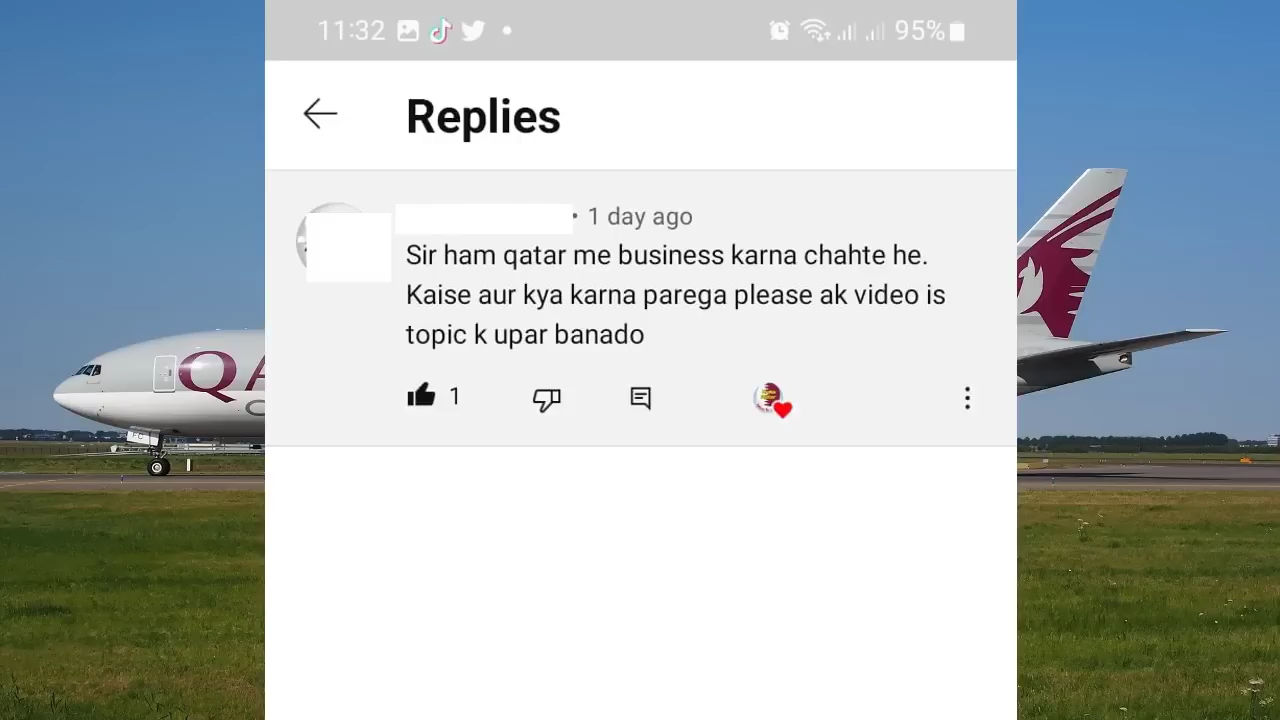 11:32 95%
Replies
• 1 day ago
Sir ham qatar me business karna chahte he.
Kaise aur kya karna parega please ak video is
topic k upar banado
1
QA